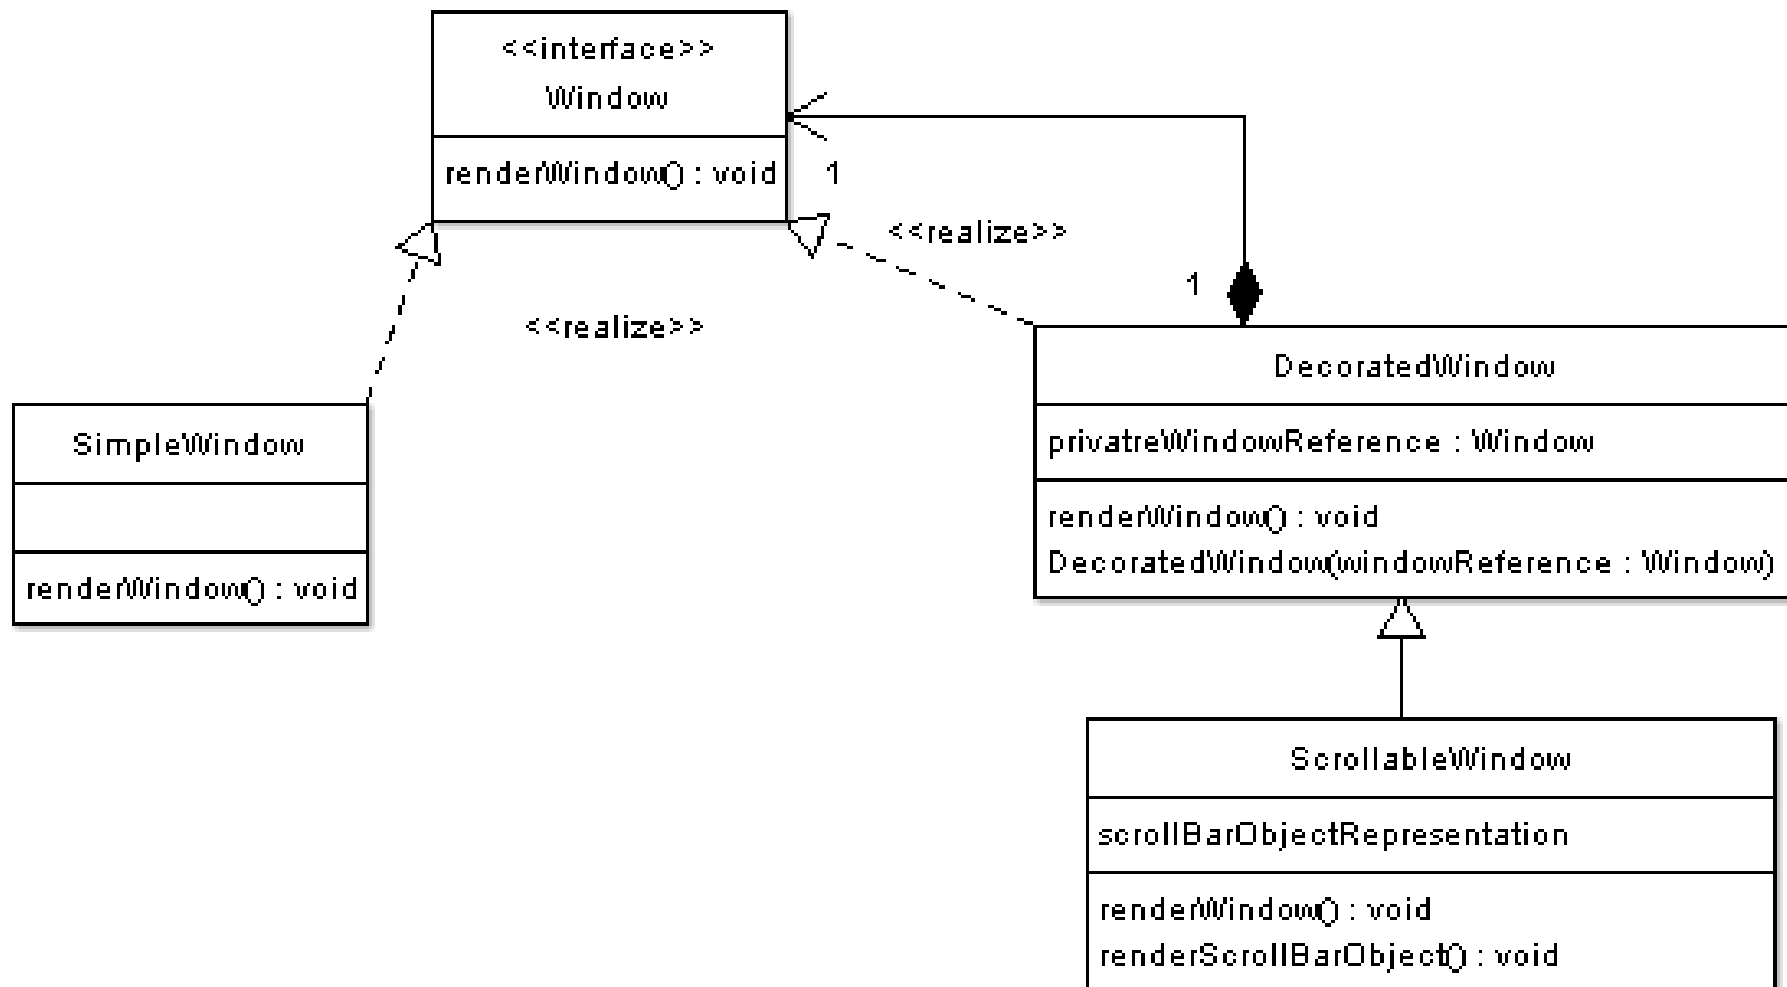 <<interface>>
Window
renderWindow() : void
1
<<realize>>
1
<<realize>>
DecoratedWindow
privatreWindowReference : Window
renderWindow() : void
DecoratedWindow(windowReference : Window)
SimpleWindow
renderWindow() : void
ScrollableWindow
scrollBarObjectRepresentation
renderWindow() : void
renderScrollBarObject() : void